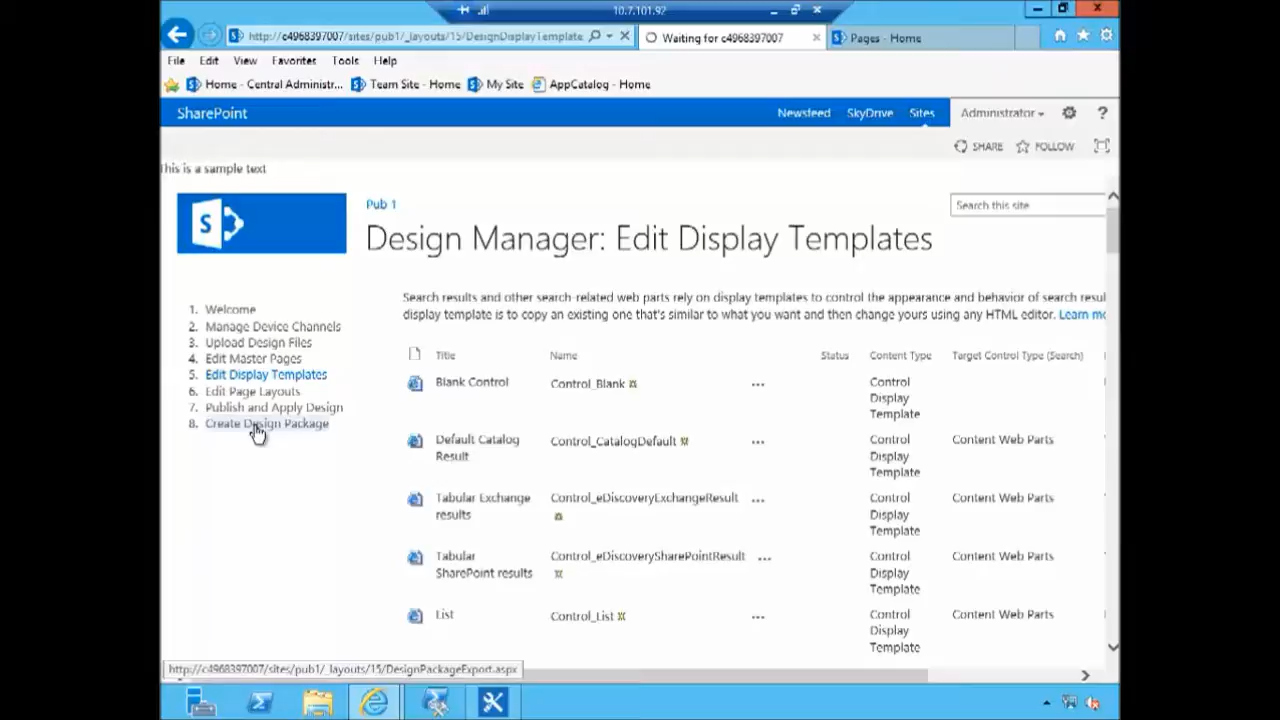 10.7.101.92
http://c4968397007/sites/pub1/_layouts/15/DesignDisplayTemplate
Waiting for c4968397007
Pages - Home
File Edit View Favorites Tools Help
Home - Central Administr... Team Site - Home My Site AppCatalog - Home
SharePoint
Newsfeed SkyDrive Sites Administrator ?
SHARE FOLLOW
This is a sample text
S
Pub 1
Search this site
Design Manager: Edit Display Templates
1. Welcome
2. Manage Device Channels
3. Upload Design Files
4. Edit Master Pages
5. Edit Display Templates
6. Edit Page Layouts
7. Publish and Apply Design
8. Create Design Package
Search results and other search-related web parts rely on display templates to control the appearance and behavior of search resul
display template is to copy an existing one that's similar to what you want and then change yours using any HTML editor. Learn mo
Title Name Status Content Type Target Control Type (Search)
Blank Control Control_Blank ... Control
Display
Template
Default Catalog Control_CatalogDefault ... Control Content Web Parts
Result Display
Template
Tabular Exchange Control_eDiscoveryExchangeResult ... Control Content Web Parts
results Display
Template
Tabular Control_eDiscoverySharePointResult ... Control Content Web Parts
SharePoint results Display
Template
List Control_List ... Control Content Web Parts
Display
Template
http://c4968397007/sites/pub1/_layouts/15/DesignPackageExport.aspx